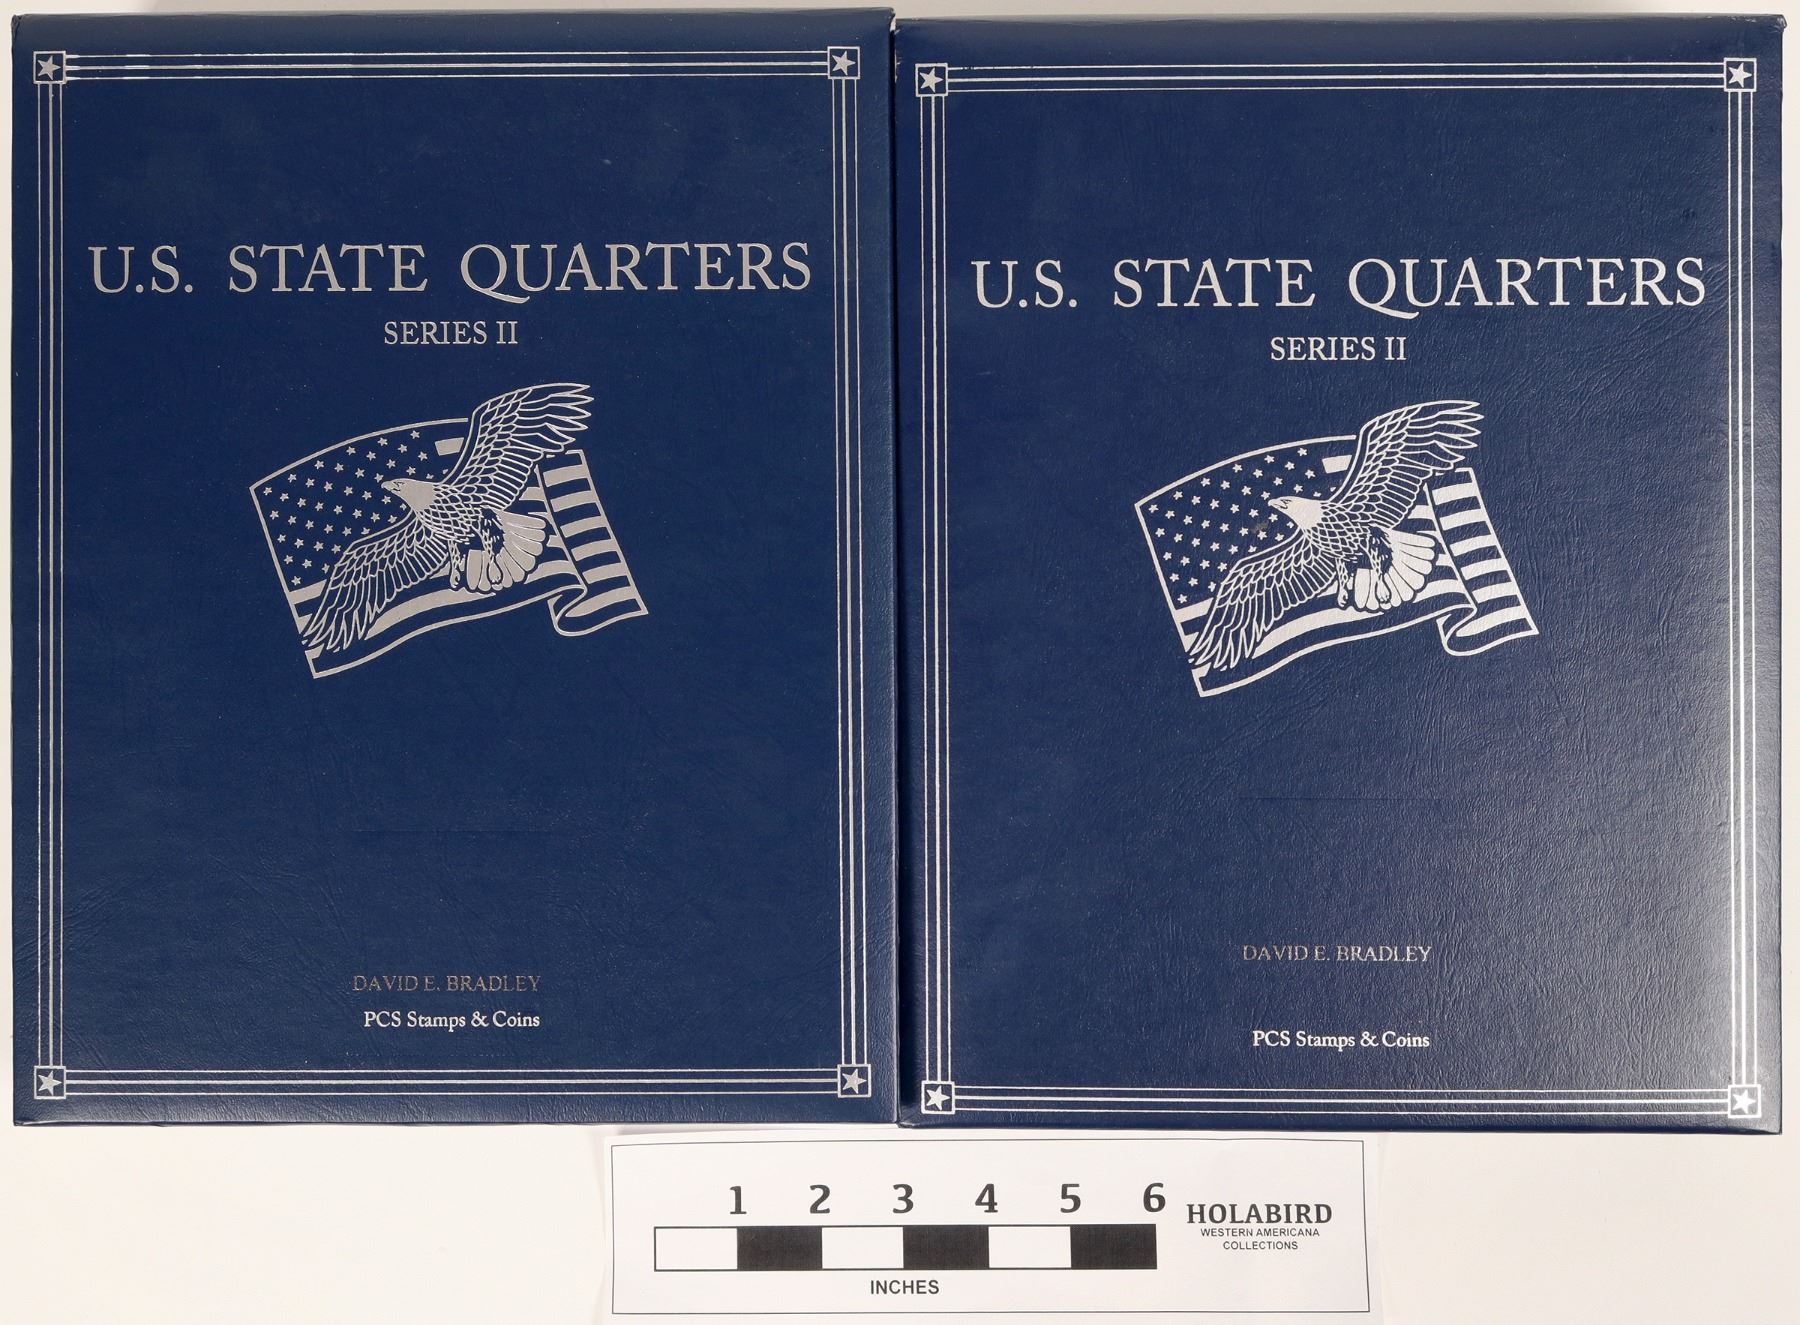 U.S. STATE QUARTERS
SERIES II
DAVID E. BRADLEY
PCS Stamps & Coins
U.S. STATE QUARTERS
SERIES II
DAVID E. BRADLEY
PCS Stamps & Coins
1 2 3 4 5 6
HOLABIRD
WESTERN AMERICANA
COLLECTIONS
INCHES